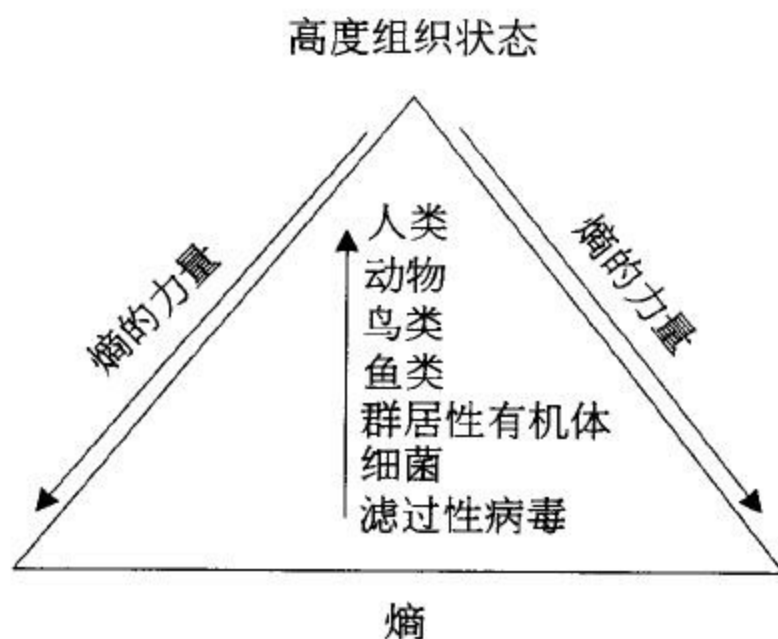 高度组织状态
熵的力量
熵的力量
人类
动物
鸟类
鱼类
群居性有机体
细菌
滤过性病毒
熵